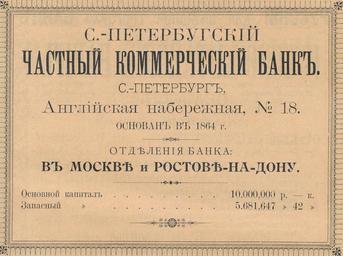 С.-ПЕТЕРБУГСКІЙ
ЧАСТНЫЙ КОММЕРЧЕСКІЙ БАНКЪ.
С.-ПЕТЕРБУРГЪ,
Англійская набережная, № 18.
ОСНОВАНЪ ВЪ 1864 г.
ОТДѢЛЕНІЯ БАНКА:
ВЪ МОСКВѢ и РОСТОВѢ-НА-ДОНУ.
Основной капиталъ . . . . . . . . . . 10,000,000 р. — к.
Запасный » . . . . . . . . . . 5.681,647 » 42 »